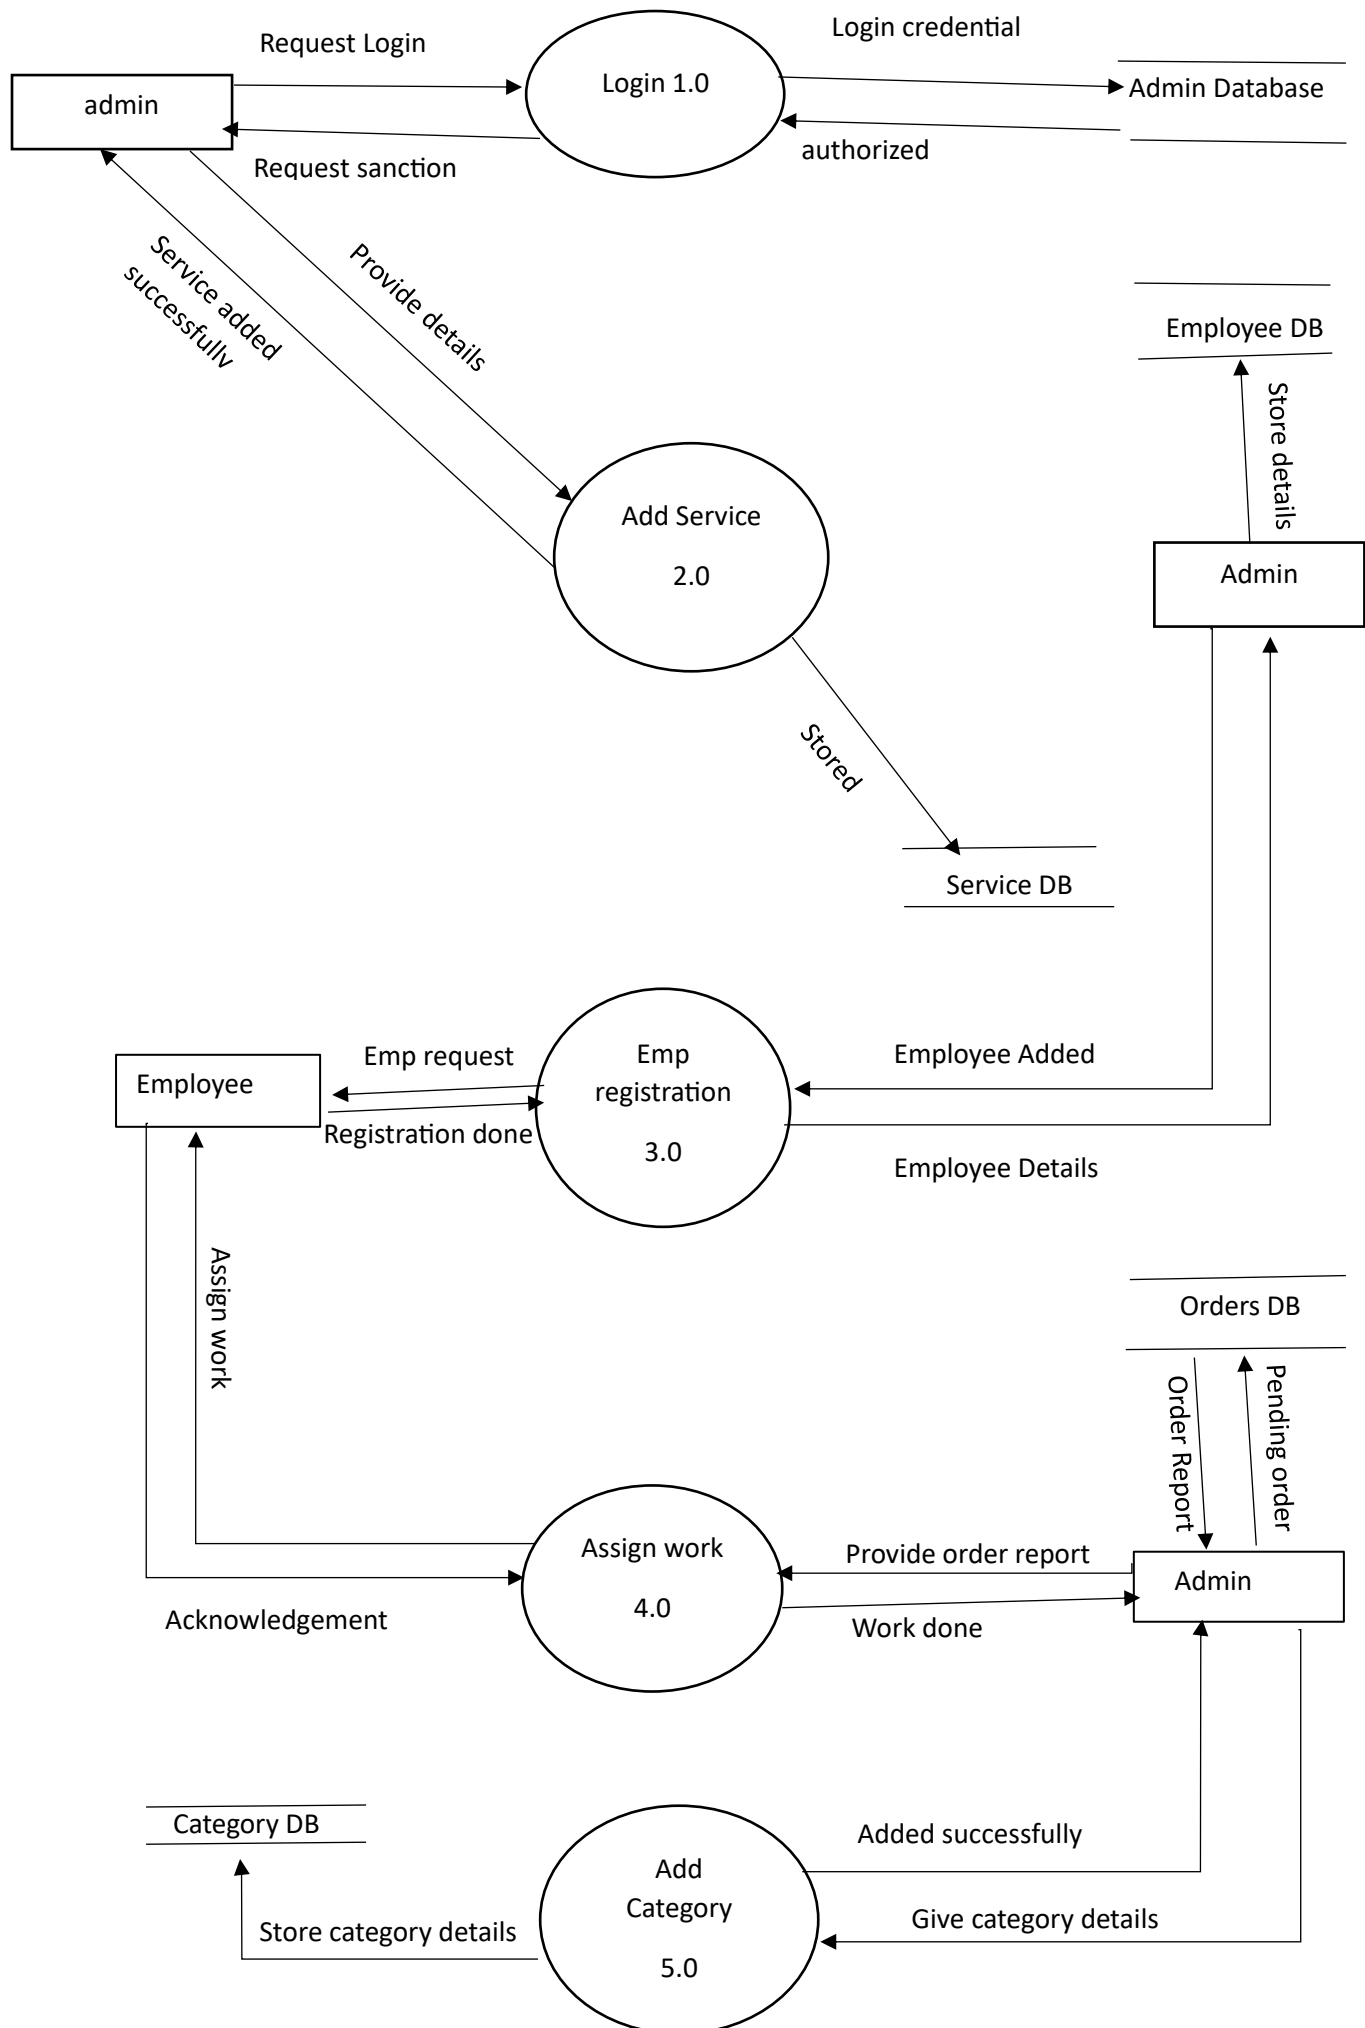 Request Login
Login credential
Login 1.0
admin
Admin Database
Request sanction
authorized
Service added
successfully
Provide details
Employee DB
Store details
Add Service
2.0
Admin
Stored
Service DB
Emp request
Emp
registration
3.0
Employee Added
Employee
Registration done
Employee Details
Assign work
Orders DB
Order Report
Pending order
Assign work
4.0
Provide order report
Admin
Acknowledgement
Work done
Category DB
Added successfully
Add
Category
5.0
Store category details
Give category details